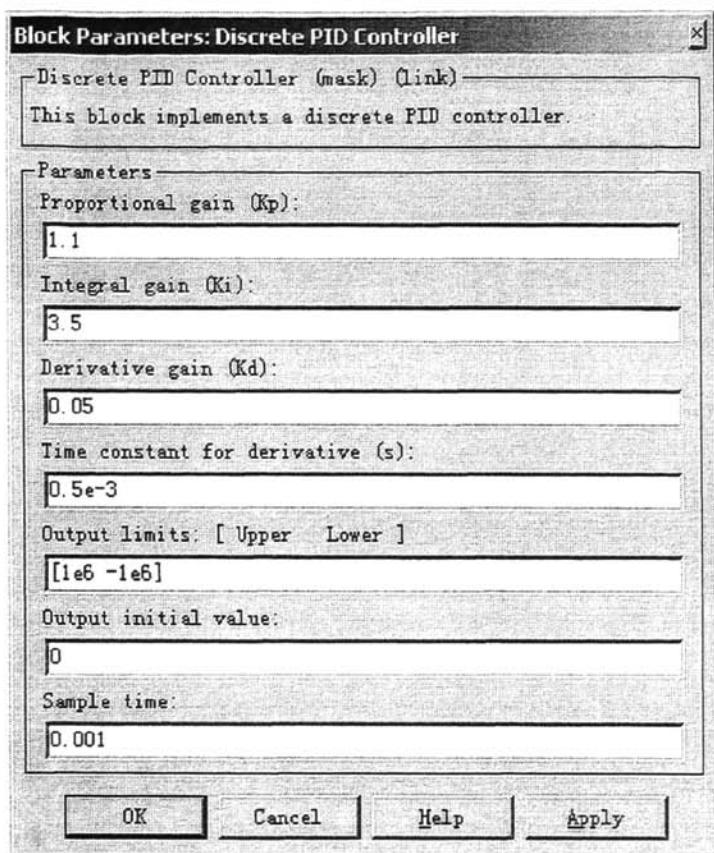 Block Parameters: Discrete PID Controller
Discrete PID Controller (mask) (link)
This block implements a discrete PID controller.
Parameters
Proportional gain (Kp):
1.1
Integral gain (Ki):
3.5
Derivative gain (Kd):
0.05
Time constant for derivative (s):
0.5e-3
Output limits: [ Upper Lower ]
[1e6 -1e6]
Output initial value:
0
Sample time:
0.001
OK Cancel Help Apply